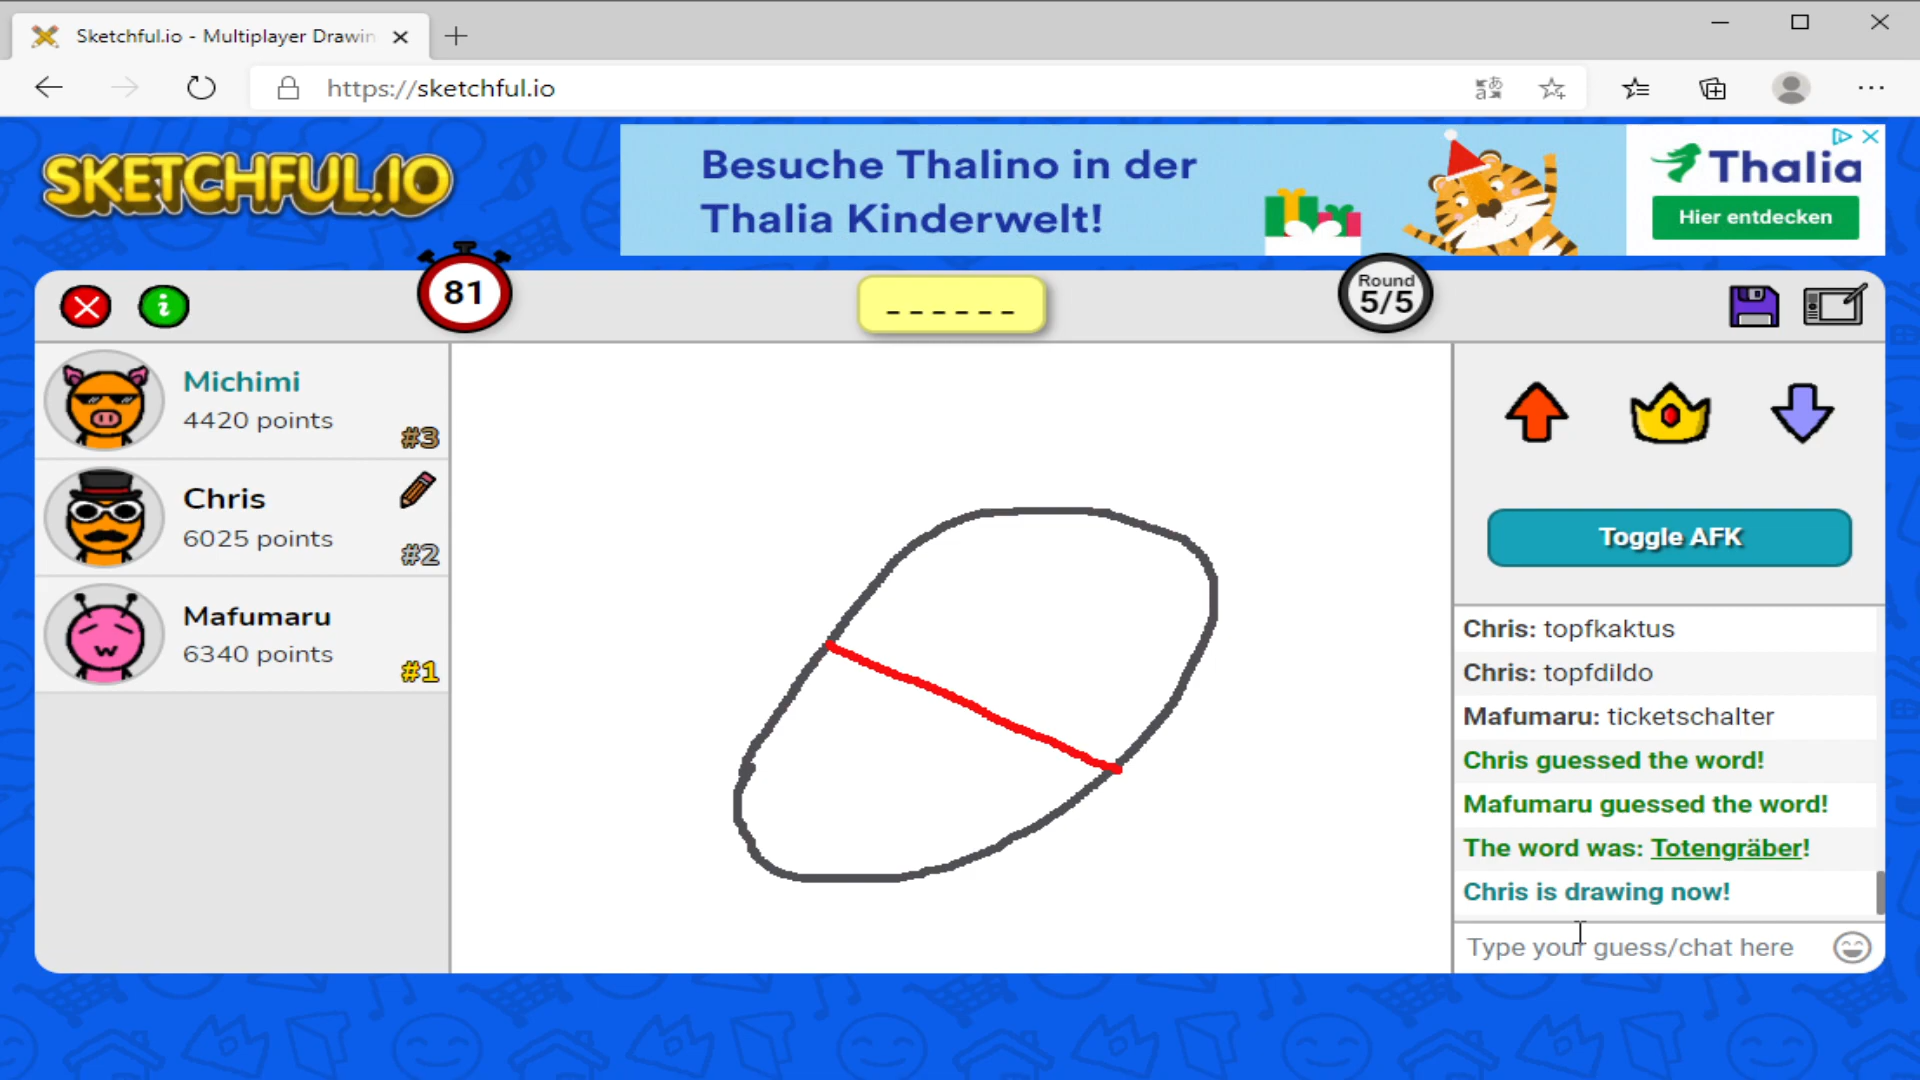 Sketchful.io - Multiplayer Drawin
https://sketchful.io
SKETCHFUL.IO
Besuche Thalino in der
Thalia Kinderwelt!
Thalia
Hier entdecken
81
_ _ _ _ _ _
Round
5/5
Michimi
4420 points
#3
Chris
6025 points
#2
Mafumaru
6340 points
#1
Toggle AFK
Chris: topfkaktus
Chris: topfdildo
Mafumaru: ticketschalter
Chris guessed the word!
Mafumaru guessed the word!
The word was: Totengräber!
Chris is drawing now!
Type your guess/chat here